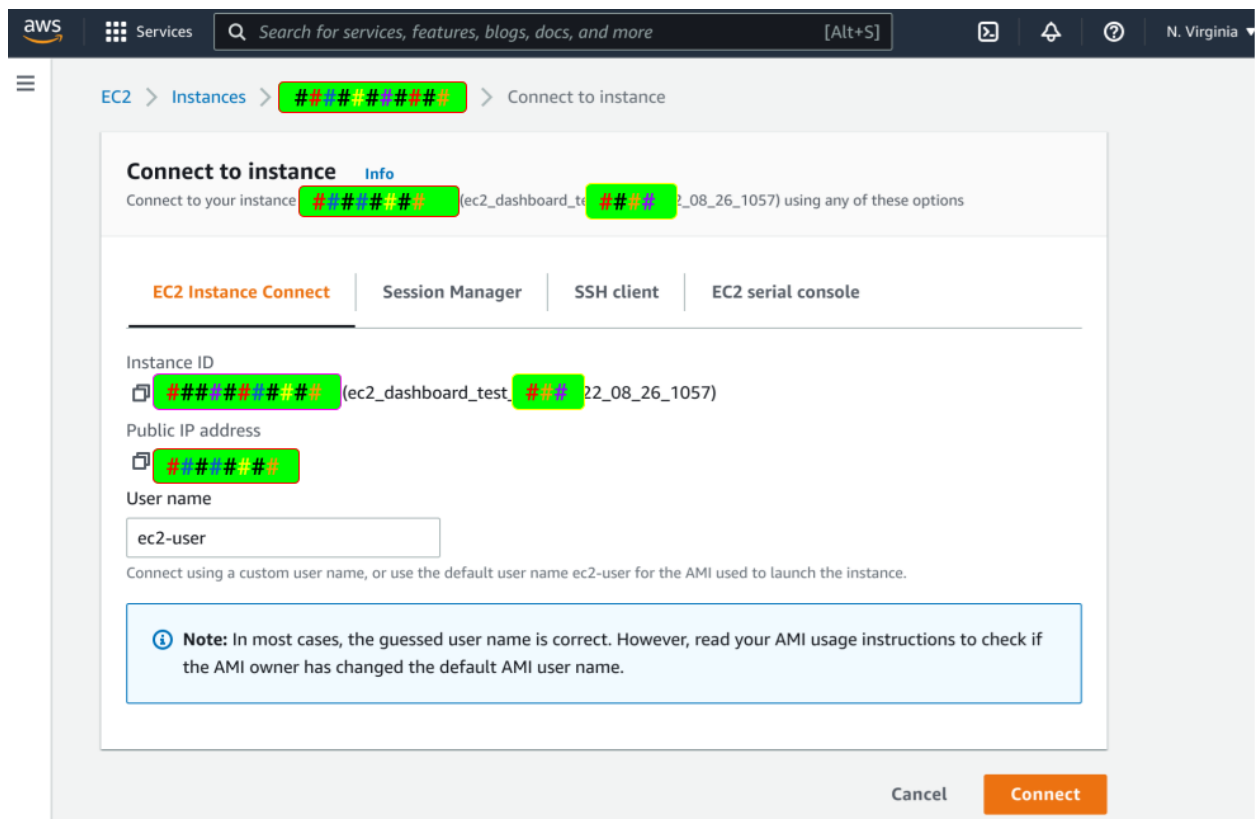 aws Services Search for services, features, blogs, docs, and more [Alt+S] N. Virginia
EC2 > Instances > ########### > Connect to instance
Connect to instance Info
Connect to your instance ######## (ec2_dashboard_te #### 2_08_26_1057) using any of these options
EC2 Instance Connect Session Manager SSH client EC2 serial console
Instance ID
########### (ec2_dashboard_test_ ### 22_08_26_1057)
Public IP address
########
User name
ec2-user
Connect using a custom user name, or use the default user name ec2-user for the AMI used to launch the instance.
Note: In most cases, the guessed user name is correct. However, read your AMI usage instructions to check if
the AMI owner has changed the default AMI user name.
Cancel Connect